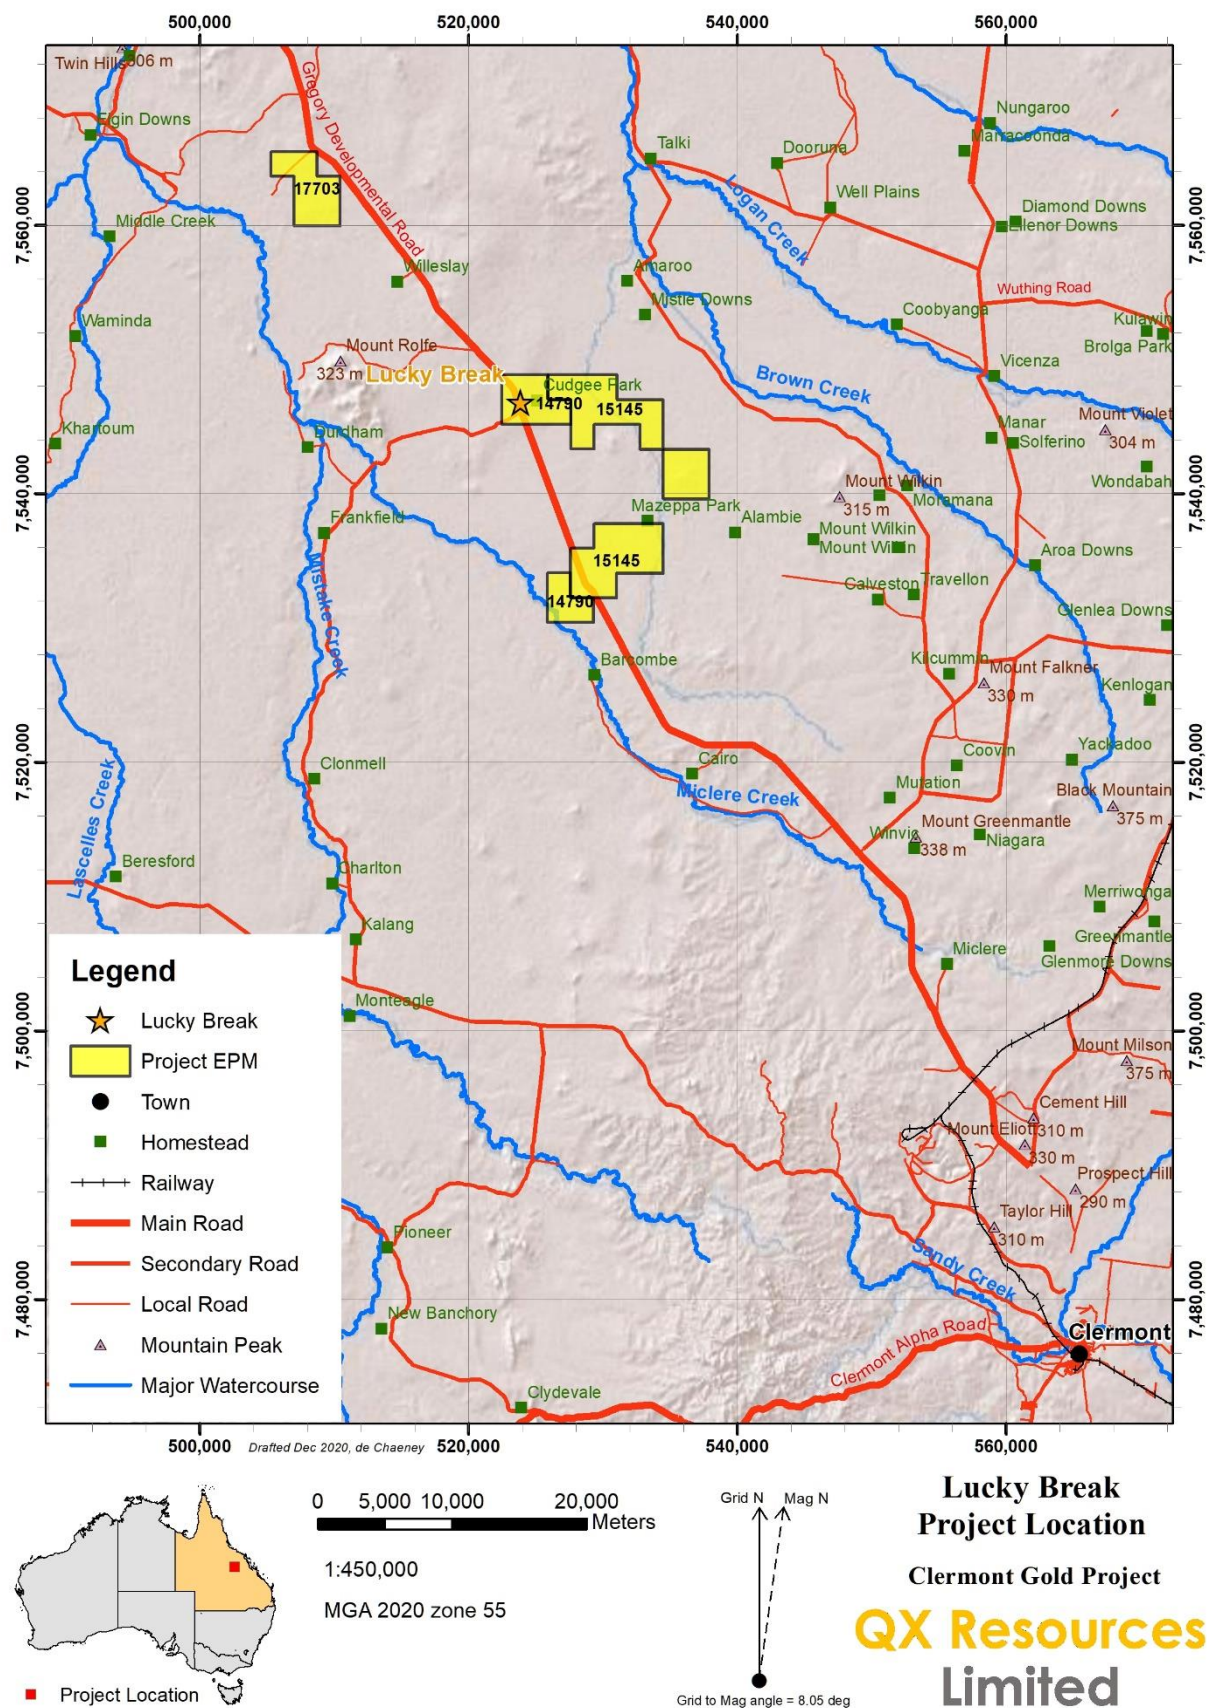 500,000
520,000
540,000
560,000
Twin Hills
306 m
Elgin Downs
Gregory Developmental Road
Nungaroo
Marracoonda
Talki
Dooruna
17703
Well Plains
Logan Creek
Diamond Downs
Ellenor Downs
7,560,000
7,560,000
Middle Creek
Willeslay
Amaroo
Mistle Downs
Wuthing Road
Coobyanga
Kulawin
Brolga Park
Waminda
Mount Rolfe
323 m
Lucky Break
Cudgee Park
14790
15145
Brown Creek
Vicenza
Mount Violet
304 m
Manar
Solferino
Khartoum
Durdham
Wondabah
7,540,000
7,540,000
Mount Wilkin
315 m
Moramana
Frankfield
Mazeppa Park
Alambie
Mount Wilkin
Mount Wilkin
Aroa Downs
15145
14790
Mistake Creek
Calveston
Travellon
Glenlea Downs
Barcombe
Kilcummin
Mount Falkner
330 m
Kenlogan
7,520,000
7,520,000
Clonmell
Cairo
Miclere Creek
Coovin
Yackadoo
Mutation
Black Mountain
375 m
Lascelles Creek
Mount Greenmantle
338 m
Winvic
Niagara
Beresford
Charlton
Merriwonga
Kalang
Greenmantle
Glenmore Downs
Miclere
Monteagle
7,500,000
7,500,000
Mount Milson
375 m
Cement Hill
310 m
Mount Eliott
330 m
Prospect Hill
290 m
Taylor Hill
310 m
Pioneer
Sandy Creek
7,480,000
7,480,000
New Banchory
Clermont
Clermont Alpha Road
Clydevale
Legend
Lucky Break
Project EPM
Town
Homestead
Railway
Main Road
Secondary Road
Local Road
Mountain Peak
Major Watercourse
500,000
Drafted Dec 2020, de Chaeney
520,000
540,000
560,000
0 5,000 10,000 20,000
Meters
1:450,000
MGA 2020 zone 55
Project Location
Grid N
Mag N
Grid to Mag angle = 8.05 deg
Lucky Break
Project Location
Clermont Gold Project
QX Resources
Limited